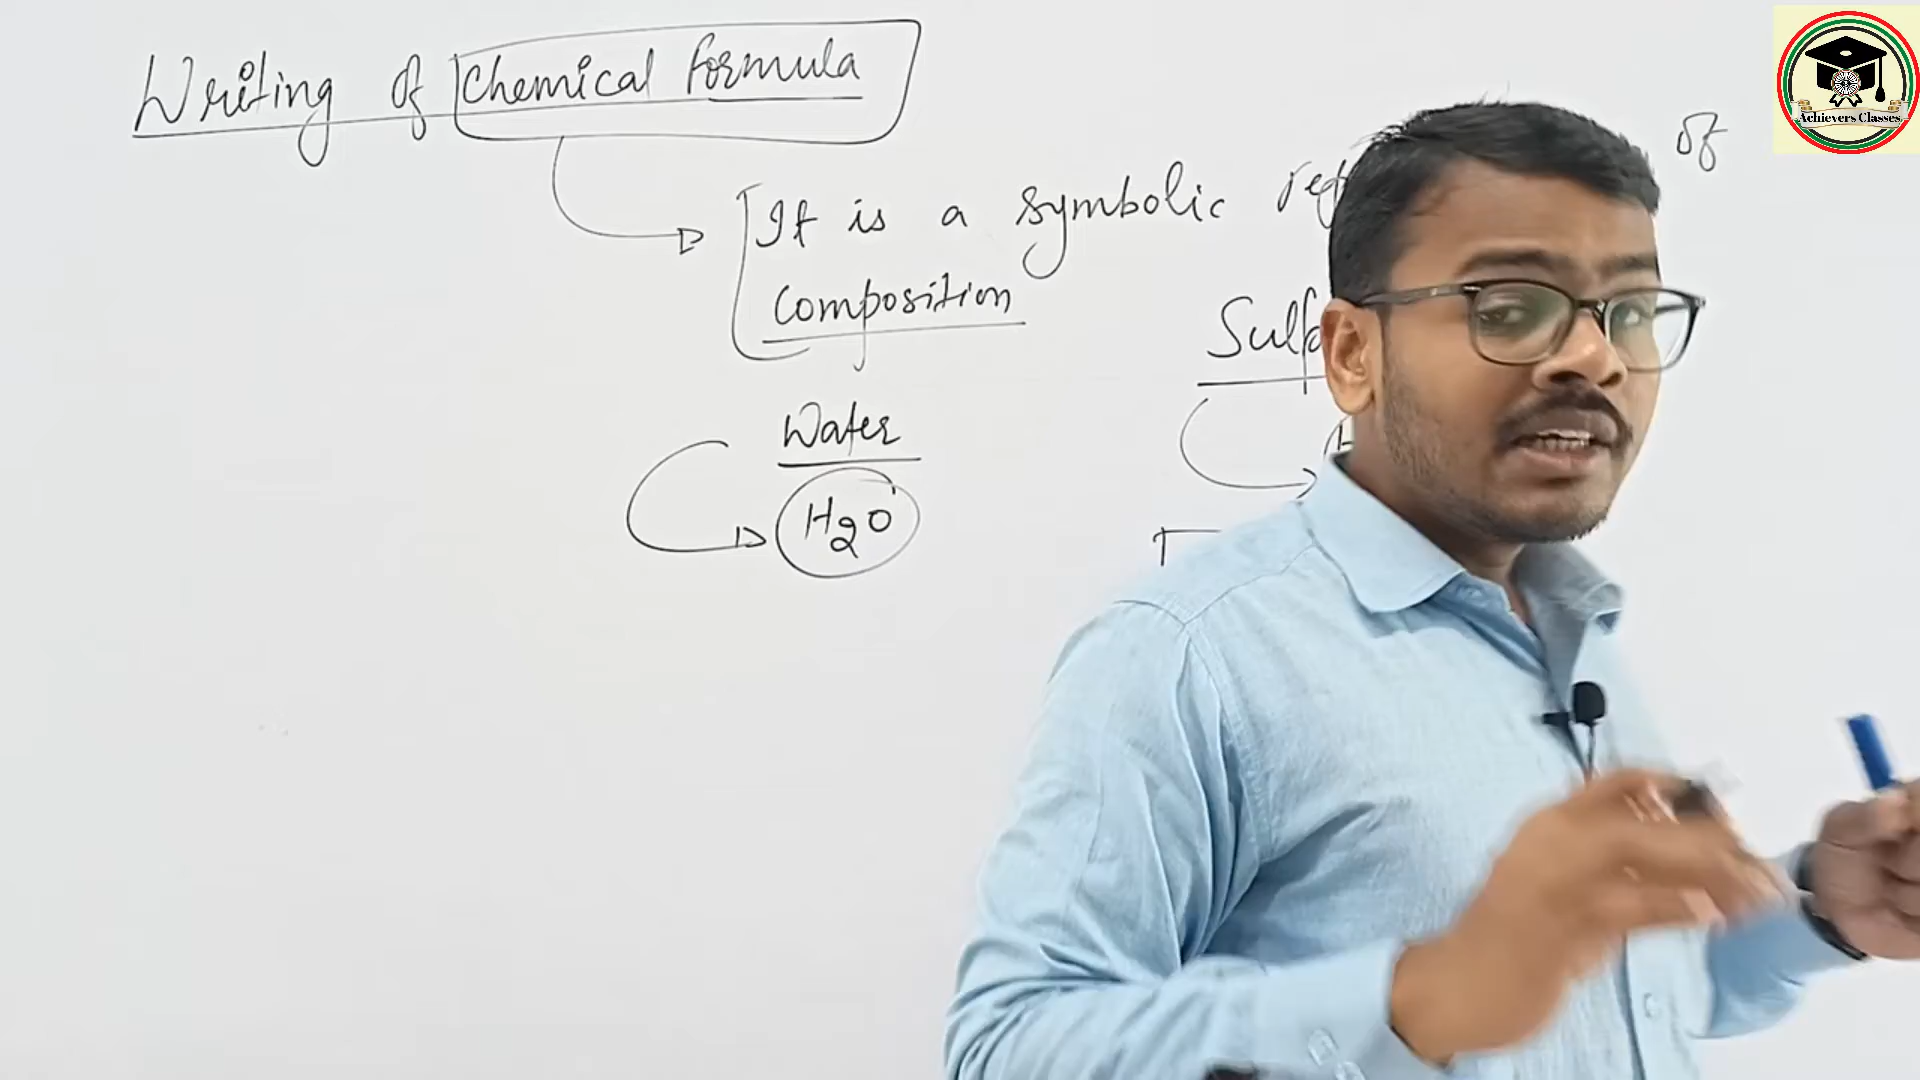 Writing of Chemical formula
It is a symbolic of
composition
Water
H2O
Achievers Classes